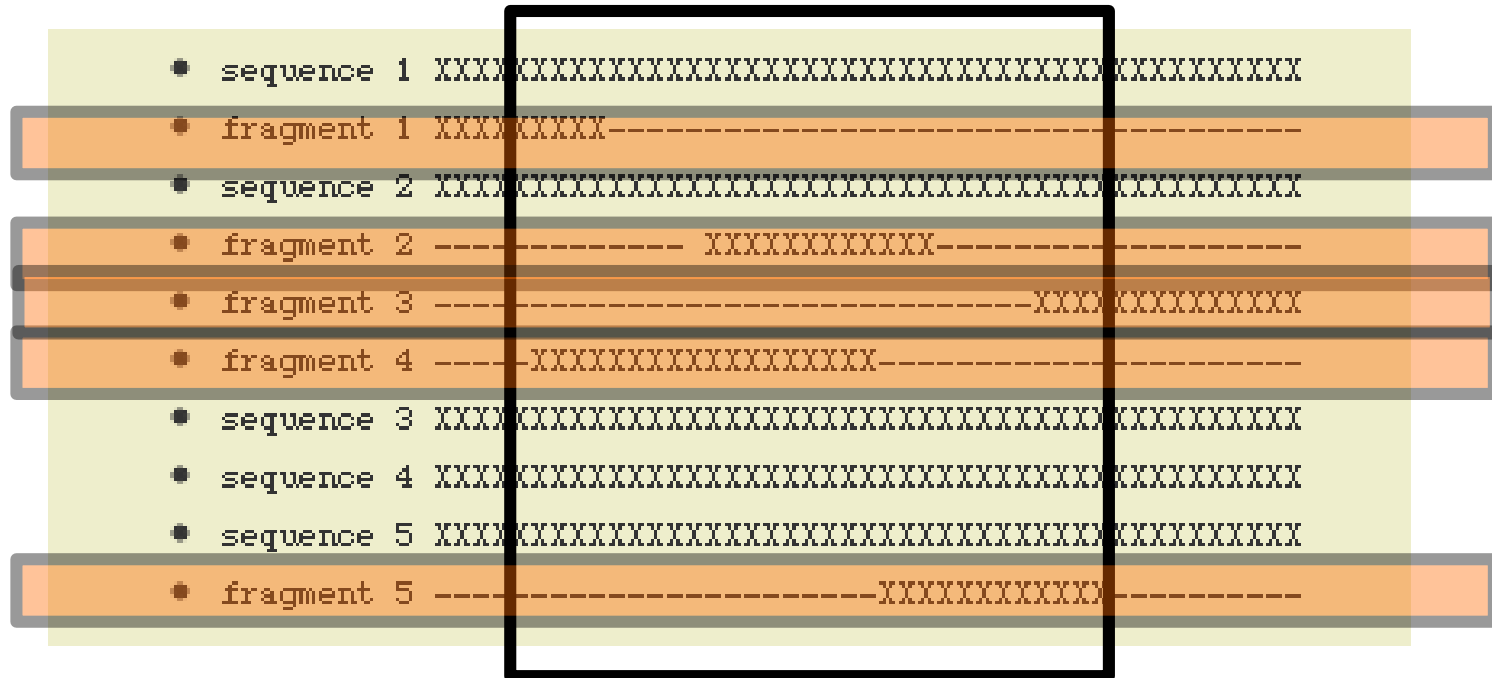 • sequence 1 XXXXXXXXXXXXXXXXXXXXXXXXXXXXXXXXXXXXXXXXXXXXX
• fragment 1 XXXXXXXXX------------------------------------
• sequence 2 XXXXXXXXXXXXXXXXXXXXXXXXXXXXXXXXXXXXXXXXXXXXX
• fragment 2 ------------- XXXXXXXXXXXX-------------------
• fragment 3 -------------------------------XXXXXXXXXXXXXX
• fragment 4 -----XXXXXXXXXXXXXXXXXX----------------------
• sequence 3 XXXXXXXXXXXXXXXXXXXXXXXXXXXXXXXXXXXXXXXXXXXXX
• sequence 4 XXXXXXXXXXXXXXXXXXXXXXXXXXXXXXXXXXXXXXXXXXXXX
• sequence 5 XXXXXXXXXXXXXXXXXXXXXXXXXXXXXXXXXXXXXXXXXXXXX
• fragment 5 -----------------------XXXXXXXXXXXX----------